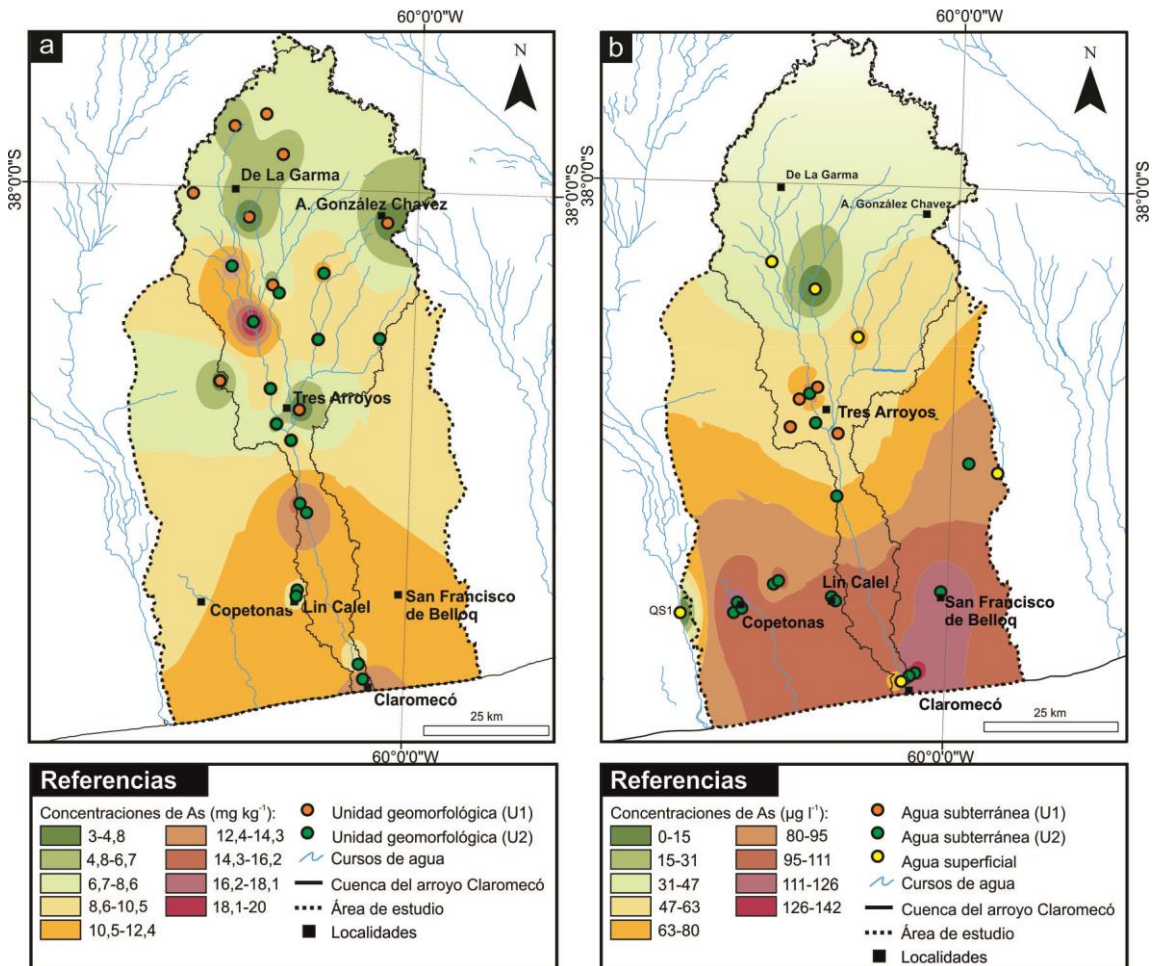 60°0'0"W
60°0'0"W
a
N
38°0'0"S
De La Garma
A. González Chavez
Tres Arroyos
Copetonas
Lin Calel
San Francisco
de Bellocq
Claromecó
25 km
60°0'0"W
b
N
38°0'0"S
38°0'0"S
De La Garma
A. González Chavez
Tres Arroyos
QS1
Lin Calel
Copetonas
San Francisco
de Bellocq
Claromecó
25 km
60°0'0"W
Referencias
Concentraciones de As (mg kg⁻¹):
3-4,8
4,8-6,7
6,7-8,6
8,6-10,5
10,5-12,4
12,4-14,3
14,3-16,2
16,2-18,1
18,1-20
Unidad geomorfológica (U1)
Unidad geomorfológica (U2)
Cursos de agua
Cuenca del arroyo Claromecó
Área de estudio
Localidades
Referencias
Concentraciones de As (µg l⁻¹):
0-15
15-31
31-47
47-63
63-80
80-95
95-111
111-126
126-142
Agua subterránea (U1)
Agua subterránea (U2)
Agua superficial
Cursos de agua
Cuenca del arroyo Claromecó
Área de estudio
Localidades